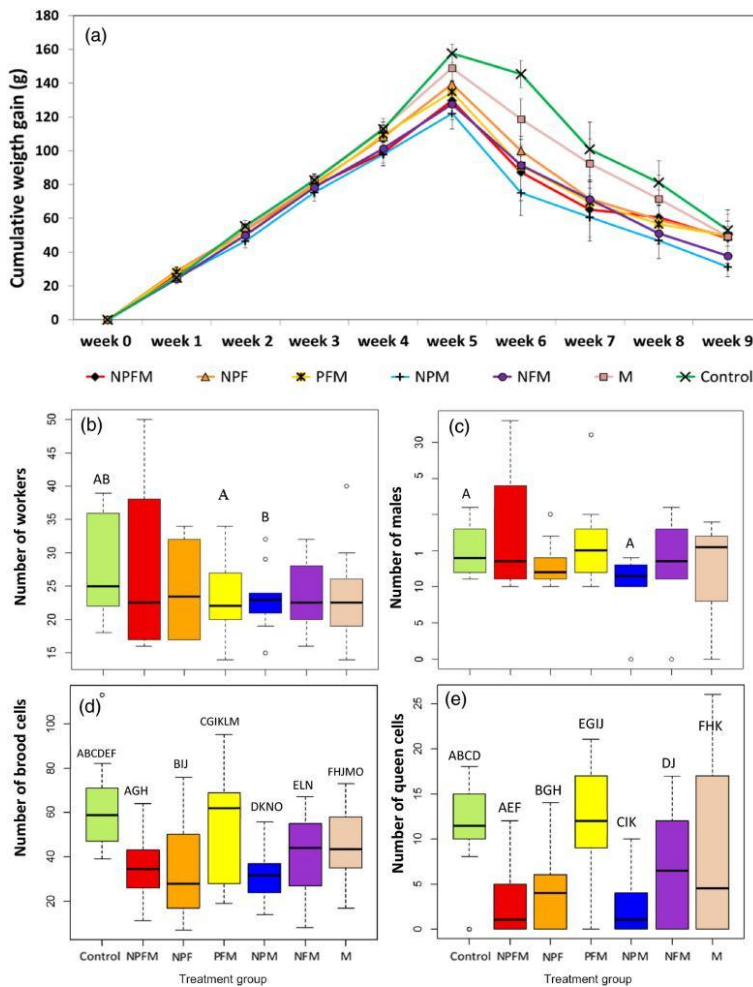 (a)
Cumulative weigth gain (g)
180
160
140
120
100
80
60
40
20
0
week 0 week 1 week 2 week 3 week 4 week 5 week 6 week 7 week 8 week 9
NPFM NPF PFM NPM NFM M Control
(b)
Number of workers
50
45
40
35
30
25
20
15
AB A B
(c)
Number of males
30
5
1
10
5
0
A A
(d)
Number of brood cells
100
80
60
40
20
ABCDEF AGH BIJ CGIKLM DKNO ELN FHJMO
Control NPFM NPF PFM NPM NFM M
Treatment group
(e)
Number of queen cells
25
20
15
10
5
0
ABCD AEF BGH EGIJ CIK DJ FHK
Control NPFM NPF PFM NPM NFM M
Treatment group